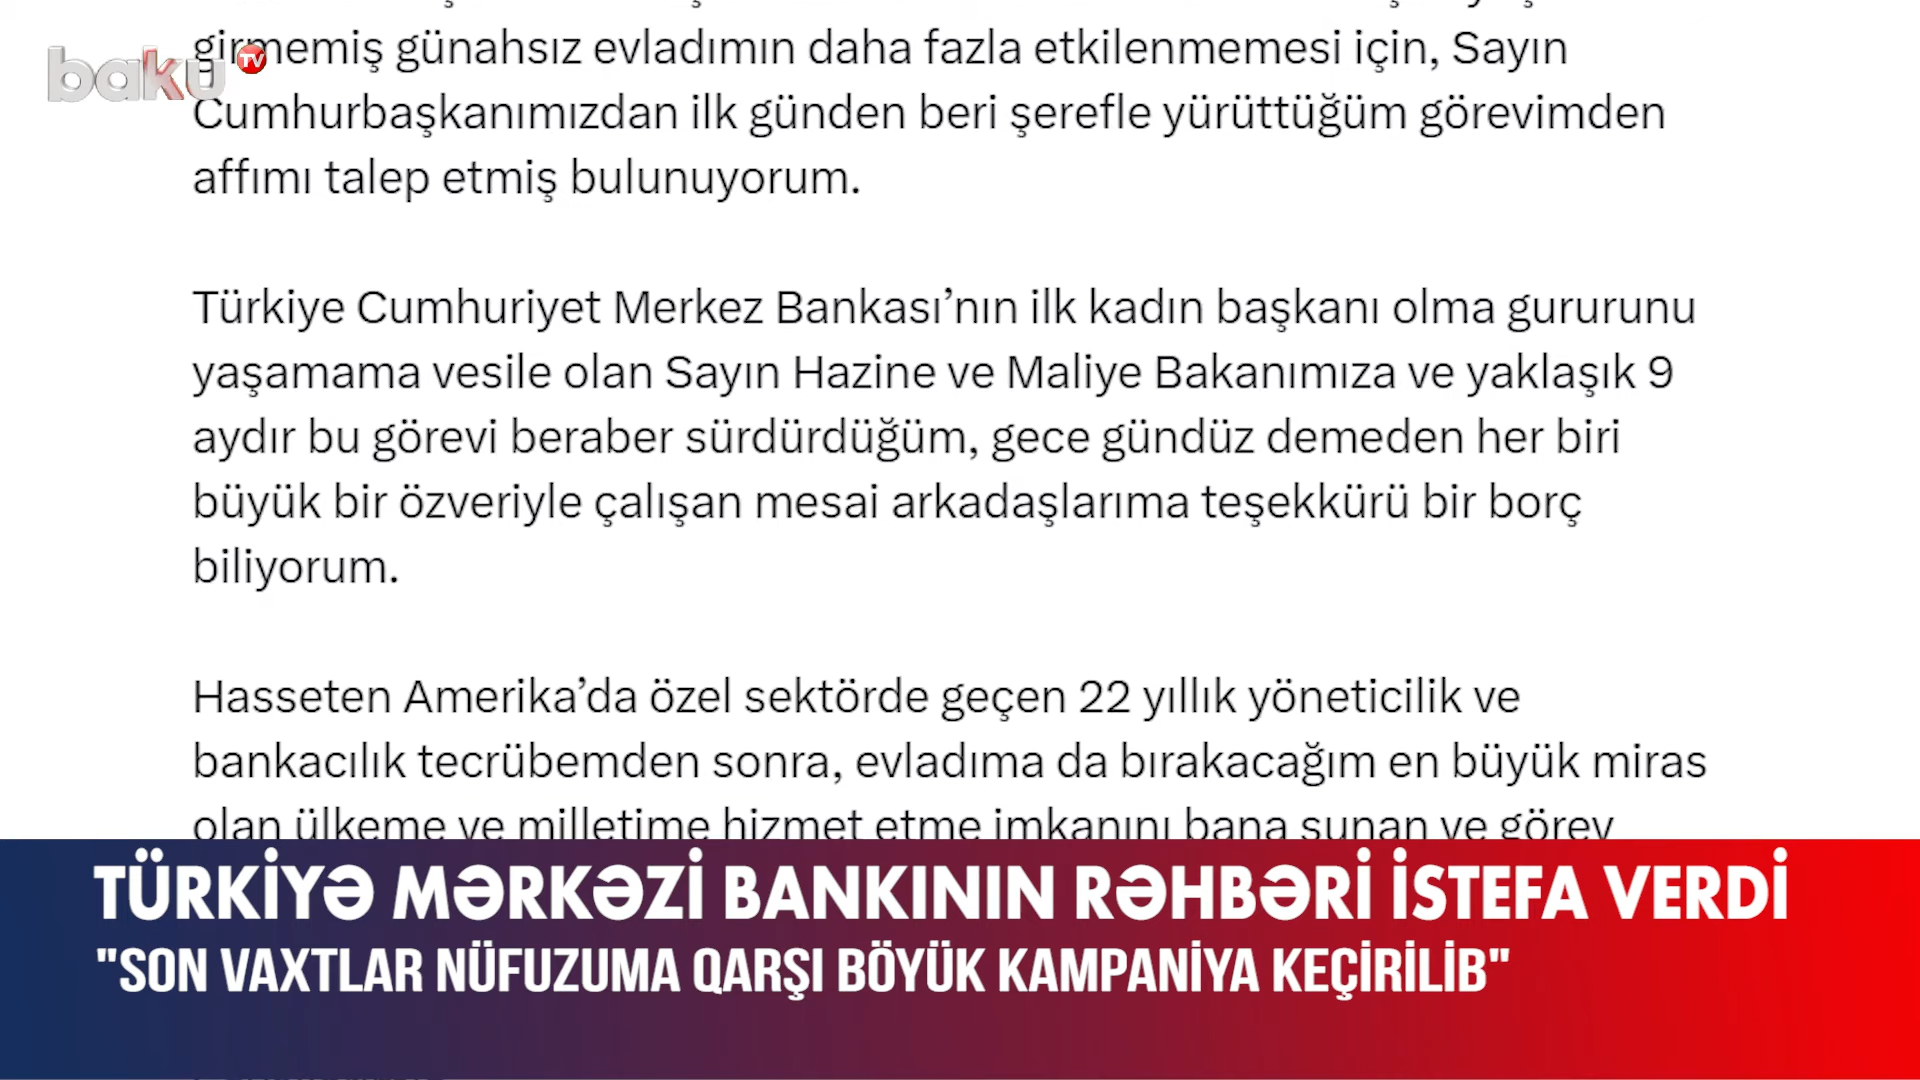 baku TV
girmemiş günahsız evladımın daha fazla etkilenmemesi için, Sayın
Cumhurbaşkanımızdan ilk günden beri şerefle yürüttüğüm görevimden
affımı talep etmiş bulunuyorum.
Türkiye Cumhuriyet Merkez Bankası’nın ilk kadın başkanı olma gururunu
yaşamama vesile olan Sayın Hazine ve Maliye Bakanımıza ve yaklaşık 9
aydır bu görevi beraber sürdürdüğüm, gece gündüz demeden her biri
büyük bir özveriyle çalışan mesai arkadaşlarıma teşekkürü bir borç
biliyorum.
Hasseten Amerika’da özel sektörde geçen 22 yıllık yöneticilik ve
bankacılık tecrübemden sonra, evladıma da bırakacağım en büyük miras
olan ülkeme ve milletime hizmet etme imkanını bana sunan ve görev
TÜRKİYƏ MƏRKƏZİ BANKININ RƏHBƏRİ İSTEFA VERDİ
"SON VAXTLAR NÜFUZUMA QARŞI BÖYÜK KAMPANİYA KEÇİRİLİB"